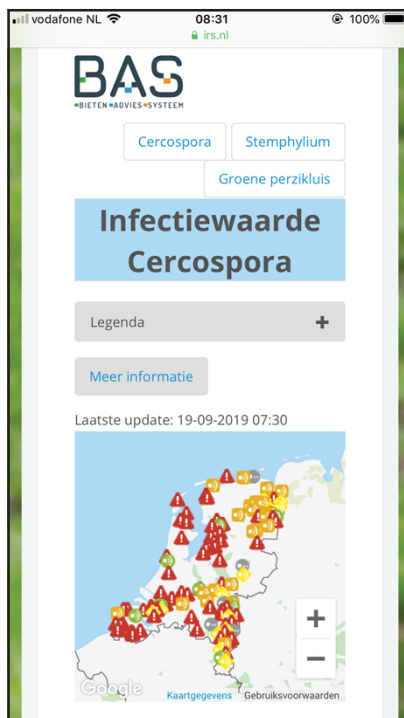 vodafone NL 08:31 100%
irs.nl
BAS
BIETEN ADVIES SYSTEEM
Cercospora Stemphylium
Groene perzikluis
Infectiewaarde
Cercospora
Legenda +
Meer informatie
Laatste update: 19-09-2019 07:30
+
−
Google Kaartgegevens Gebruiksvoorwaarden